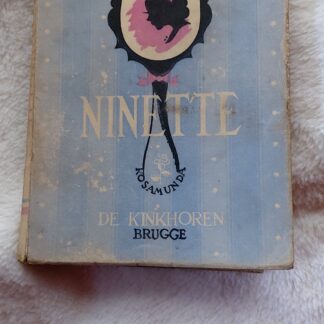 NINETTE
ROSAMUNDA
DE KINKHOREN
BRUGGE